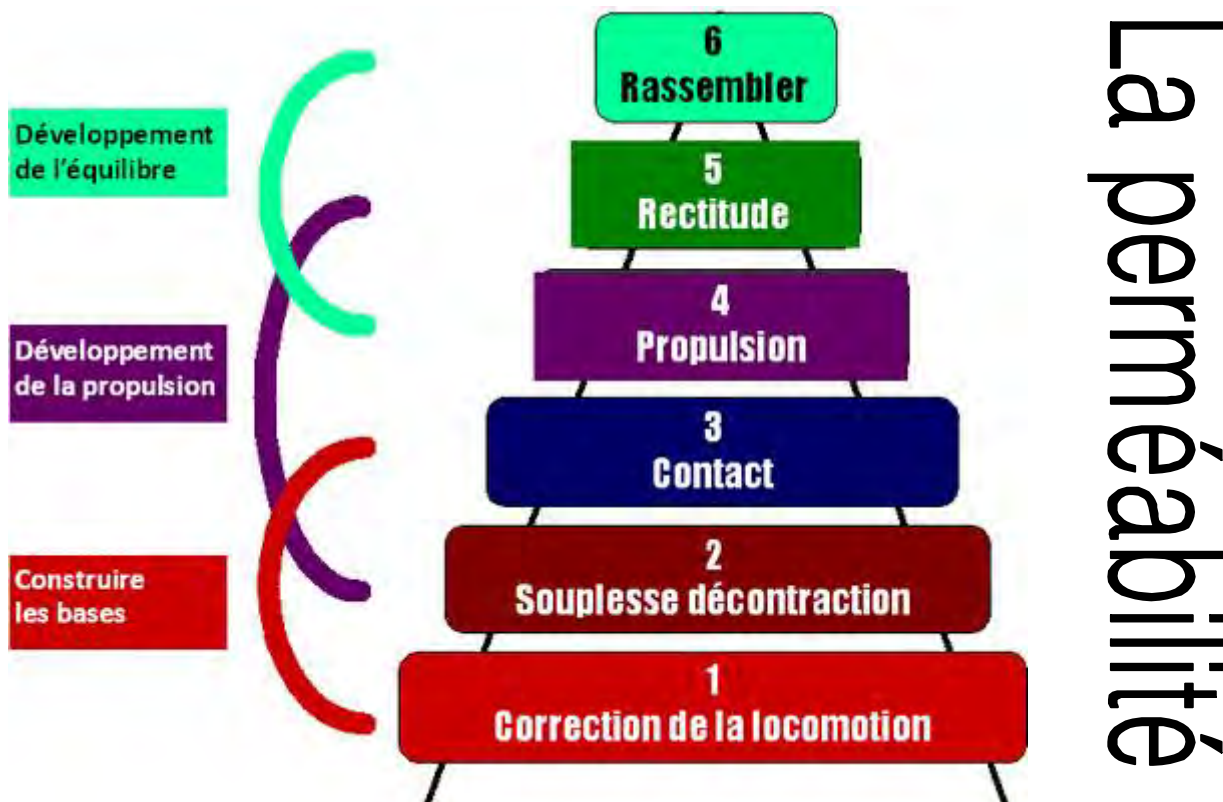 6
Rassembler
5
Rectitude
4
Propulsion
3
Contact
2
Souplesse décontraction
1
Correction de la locomotion
Développement
de l'équilibre
Développement
de la propulsion
Construire
les bases
La perméabilité